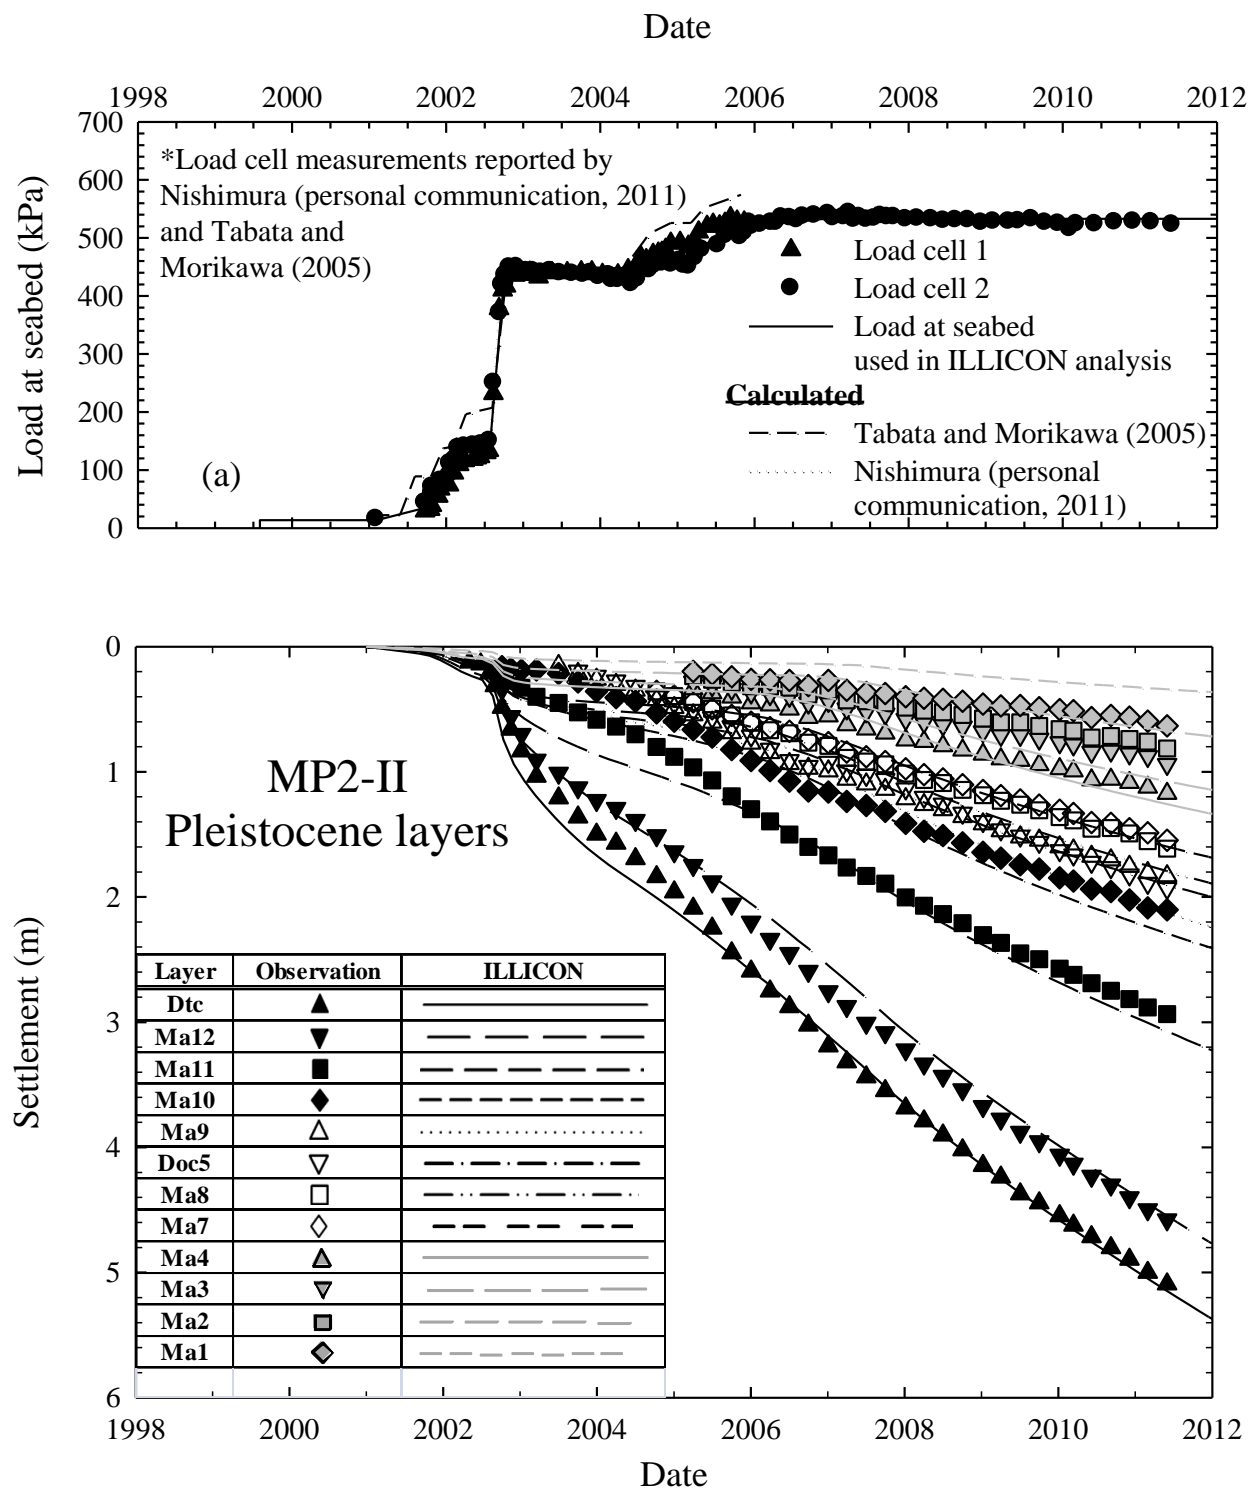 Date
1998 2000 2002 2004 2006 2008 2010 2012
700
600
500
400
300
200
100
0
Load at seabed (kPa)
*Load cell measurements reported by
Nishimura (personal communication, 2011)
and Tabata and
Morikawa (2005)
(a)
Load cell 1
Load cell 2
Load at seabed
used in ILLICON analysis
Calculated
Tabata and Morikawa (2005)
Nishimura (personal
communication, 2011)
0
1
2
3
4
5
6
Settlement (m)
MP2-II
Pleistocene layers
Layer Observation ILLICON
Dtc
Ma12
Ma11
Ma10
Ma9
Doc5
Ma8
Ma7
Ma4
Ma3
Ma2
Ma1
1998 2000 2002 2004 2006 2008 2010 2012
Date